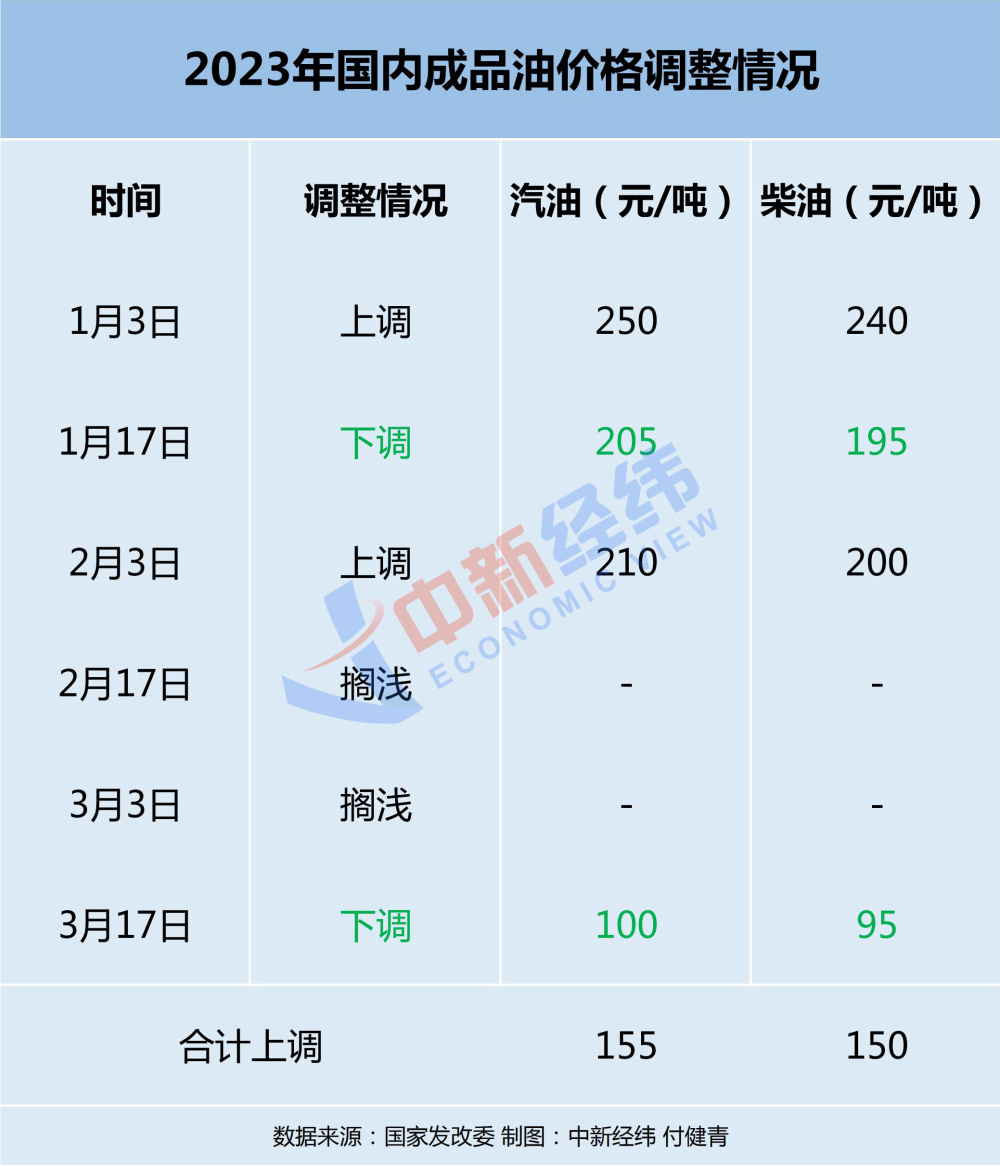 2023年国内成品油价格调整情况
时间 调整情况 汽油（元/吨） 柴油（元/吨）
1月3日 上调 250 240
1月17日 下调 205 195
2月3日 上调 210 200
2月17日 搁浅 - -
3月3日 搁浅 - -
3月17日 下调 100 95
合计上调 155 150
数据来源：国家发改委 制图：中新经纬 付健青
中新经纬
ECONOMIC VIEW